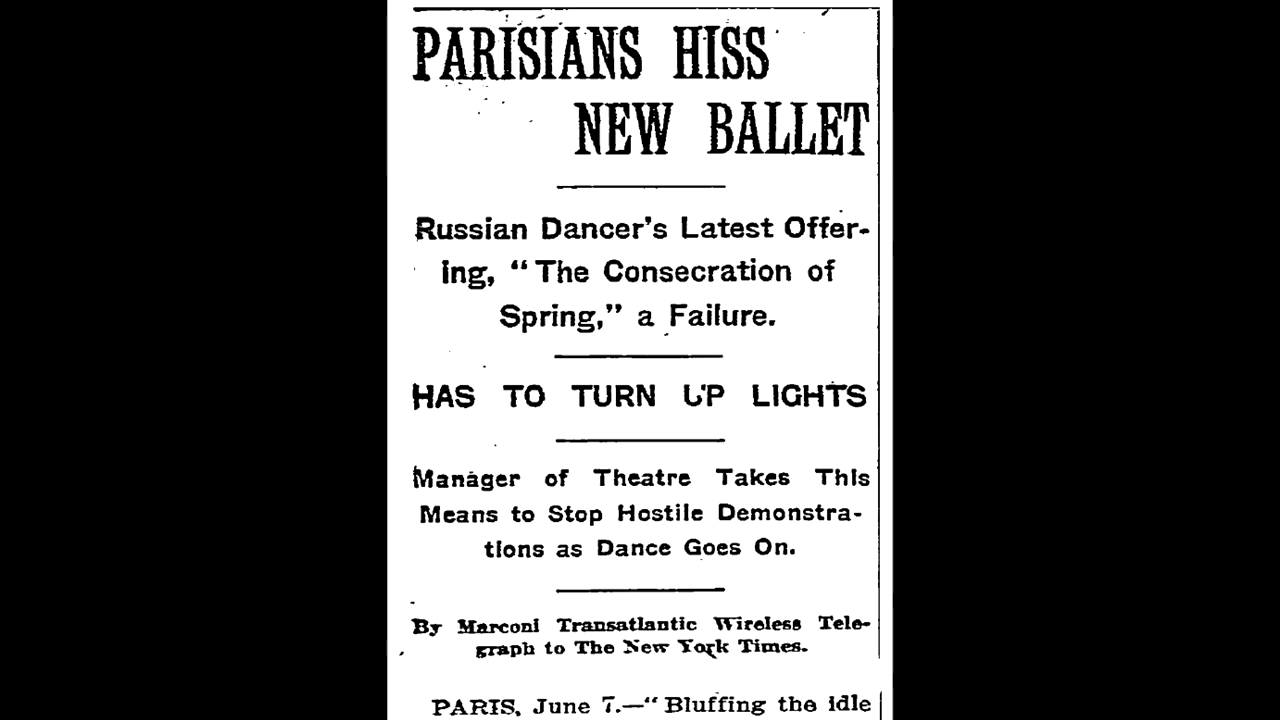 PARISIANS HISS
NEW BALLET
Russian Dancer's Latest Offer-
ing, "The Consecration of
Spring," a Failure.
HAS TO TURN UP LIGHTS
Manager of Theatre Takes This
Means to Stop Hostile Demonstra-
tions as Dance Goes On.
By Marconi Transatlantic Wireless Tele-
graph to The New York Times.
PARIS, June 7.—"Bluffing the idle